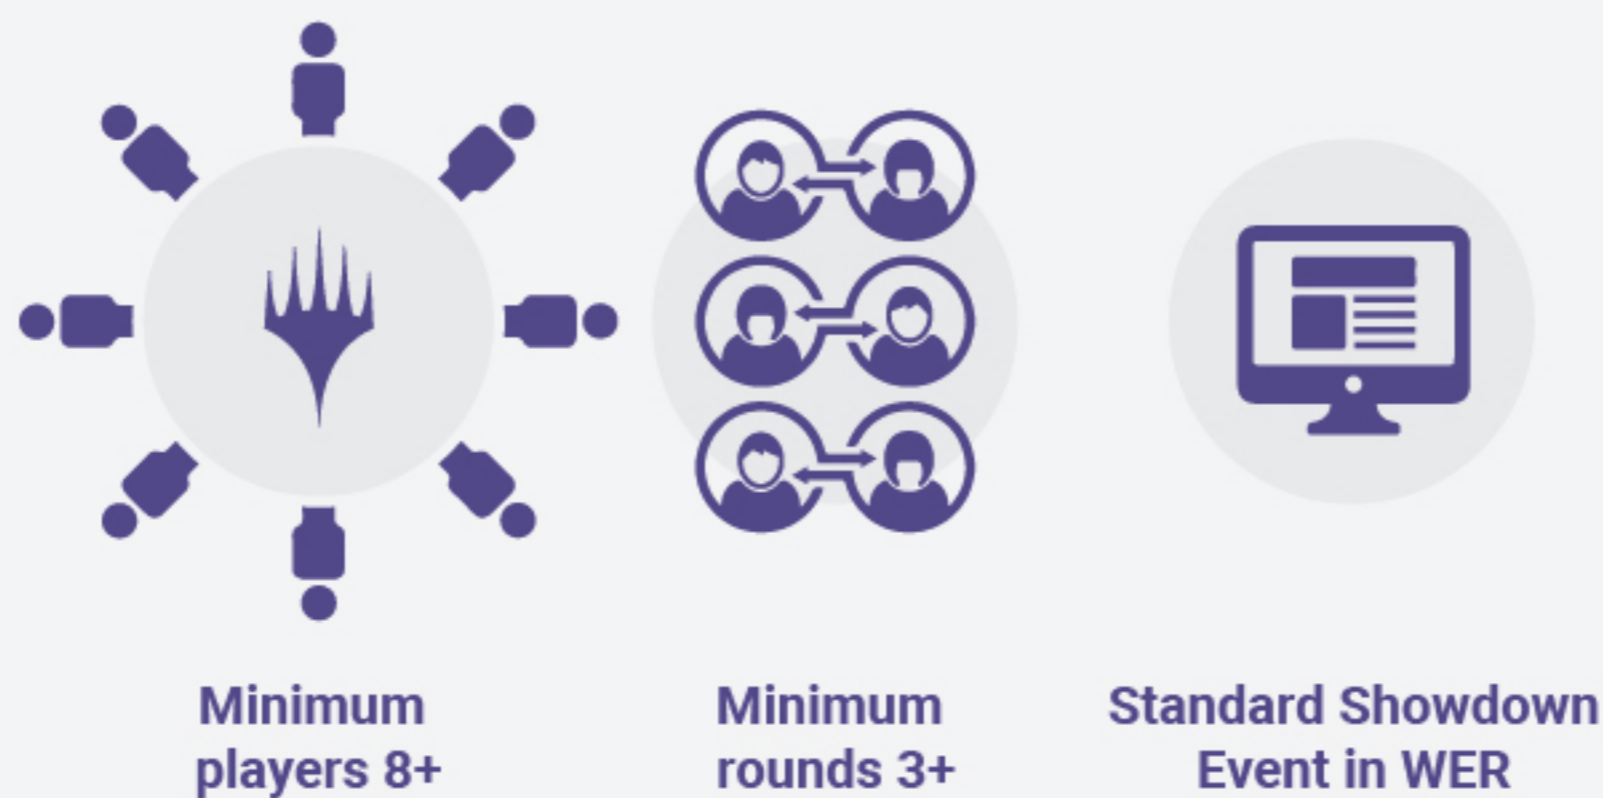 Minimum
players 8+
Minimum
rounds 3+
Standard Showdown
Event in WER